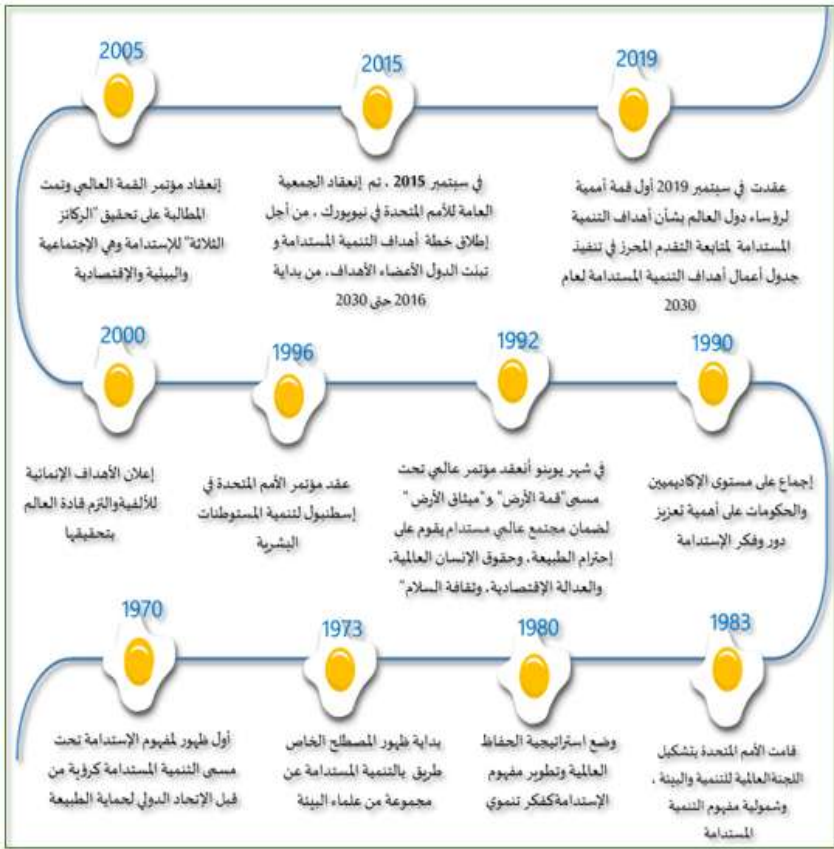 2005
إنعقاد مؤتمر القمة العالمي وتمت
المطالبة على تحقيق "الركائز
الثلاثة" للإستدامة وهي الإجتماعية
والبيئية والإقتصادية
2015
في سبتمبر 2015 ، تم إنعقاد الجمعية
العامة للأمم المتحدة في نيويورك ، من أجل
إطلاق خطة أهداف التنمية المستدامة و
تبنت الدول الأعضاء الأهداف، من بداية
2016 حتى 2030
2019
عقدت في سبتمبر 2019 أول قمة أممية
لرؤساء دول العالم بشأن أهداف التنمية
المستدامة لمتابعة التقدم المحرز في تنفيذ
جدول أعمال أهداف التنمية المستدامة لعام
2030
2000
إعلان الأهداف الإنمائية
للألفيةوالتزم قادة العالم
بتحقيقها
1996
عقد مؤتمر الأمم المتحدة في
إسطنبول لتنمية المستوطنات
البشرية
1992
في شهر يوينو أنعقد مؤتمر عالمي تحت
مسمى"قمة الأرض" و"ميثاق الأرض "
لضمان مجتمع عالمي مستدام يقوم على
إحترام الطبيعة، وحقوق الإنسان العالمية،
والعدالة الإقتصادية، وثقافة السلام"
1990
إجماع على مستوى الإكاديميين
والحكومات على أهمية تعزيز
دور وفكر الإستدامة
1970
أول ظهور لمفهوم الإستدامة تحت
مسمى التنمية المستدامة كرؤية من
قبل الإتحاد الدولي لحماية الطبيعة
1973
بداية ظهور المصطلح الخاص
طريق بالتنمية المستدامة عن
مجموعة من علماء البيئة
1980
وضع استراتيجية الحفاظ
العالمية وتطوير مفهوم
الإستدامةكفكر تنموي
1983
قامت الأمم المتحدة بتشكيل
اللجنةالعالمية للتنمية والبيئة ،
وشمولية مفهوم التنمية
المستدامة